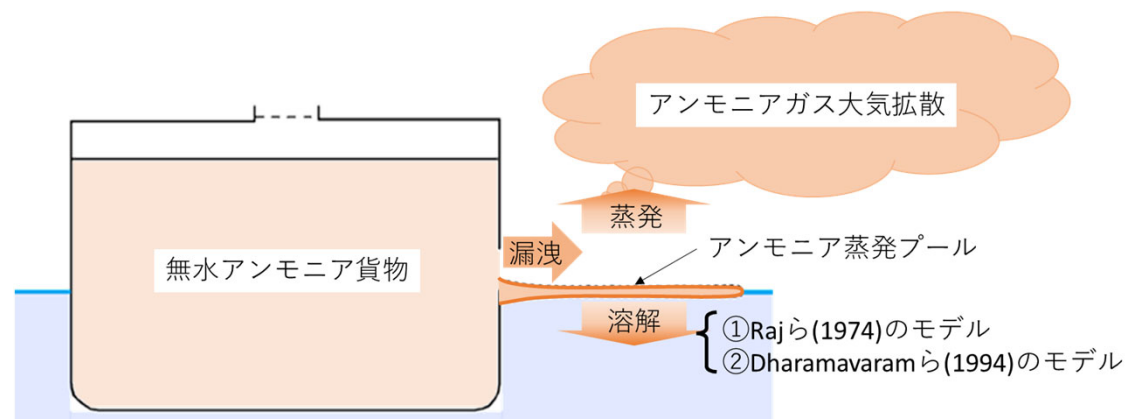 アンモニアガス大気拡散
蒸発
漏洩
アンモニア蒸発プール
無水アンモニア貨物
溶解
①Rajら(1974)のモデル
②Dharamavaramら(1994)のモデル